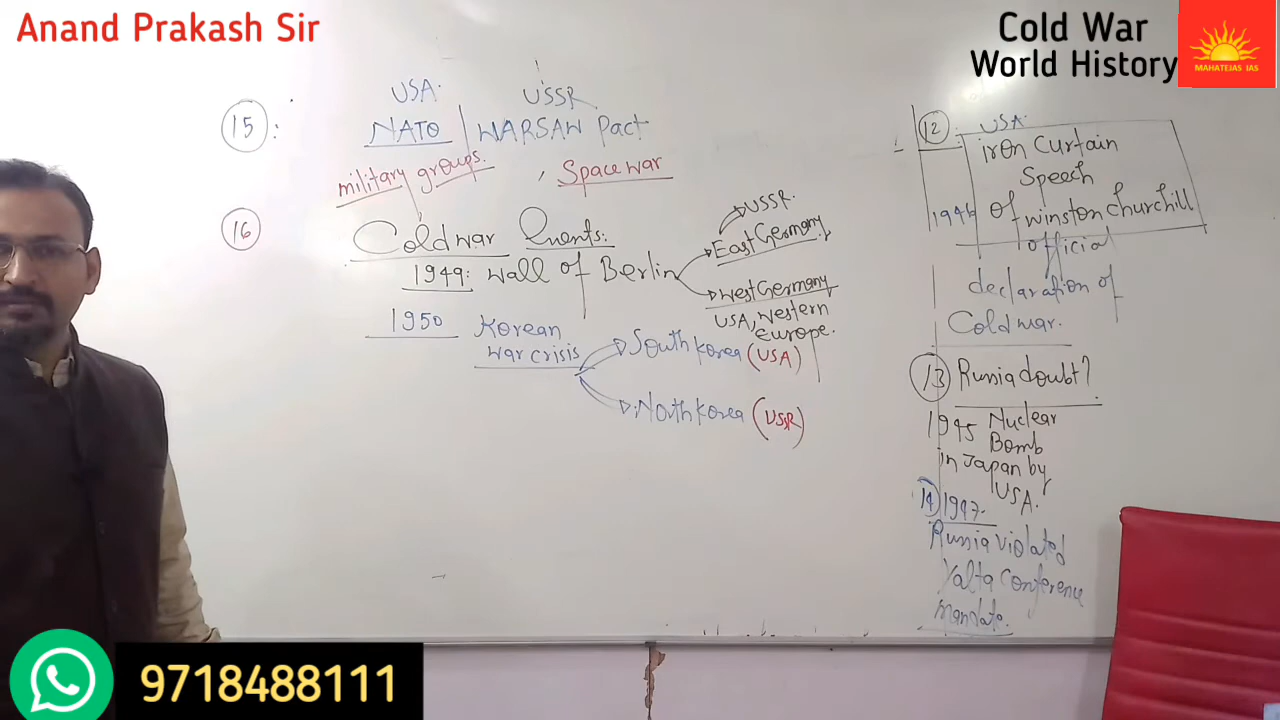 Anand Prakash Sir
Cold War
World History
MAHATEJAS IAS
15 :
USA.
USSR
NATO | WARSAW Pact
military groups. , Space war
16
Cold war Events:
1949: Wall of Berlin
East Germany
USSR.
West Germany
USA, Western
Europe.
1950 Korean
war crisis
South Korea (USA)
North Korea (USSR)
12 : USA.
iron Curtain
Speech
1946 of Winston Churchill
official
declaration of
Cold war.
13 Russia doubt?
1945 Nuclear
Bomb
in Japan by
USA.
14 1947.
Russia violated
Yalta Conference
mandate.
9718488111